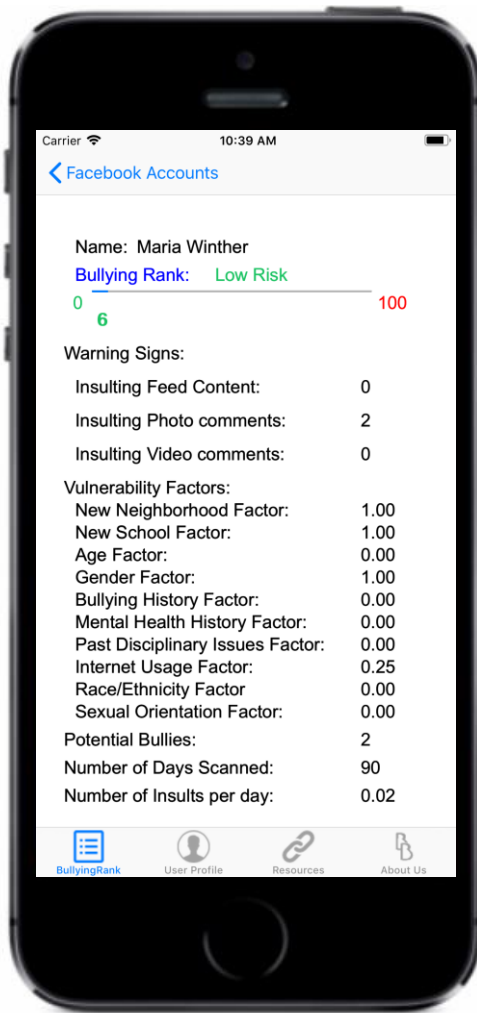 Carrier 10:39 AM
Facebook Accounts
Name: Maria Winther
Bullying Rank: Low Risk
0 100
6
Warning Signs:
Insulting Feed Content: 0
Insulting Photo comments: 2
Insulting Video comments: 0
Vulnerability Factors:
New Neighborhood Factor: 1.00
New School Factor: 1.00
Age Factor: 0.00
Gender Factor: 1.00
Bullying History Factor: 0.00
Mental Health History Factor: 0.00
Past Disciplinary Issues Factor: 0.00
Internet Usage Factor: 0.25
Race/Ethnicity Factor 0.00
Sexual Orientation Factor: 0.00
Potential Bullies: 2
Number of Days Scanned: 90
Number of Insults per day: 0.02
BB
BullyingRank User Profile Resources About Us